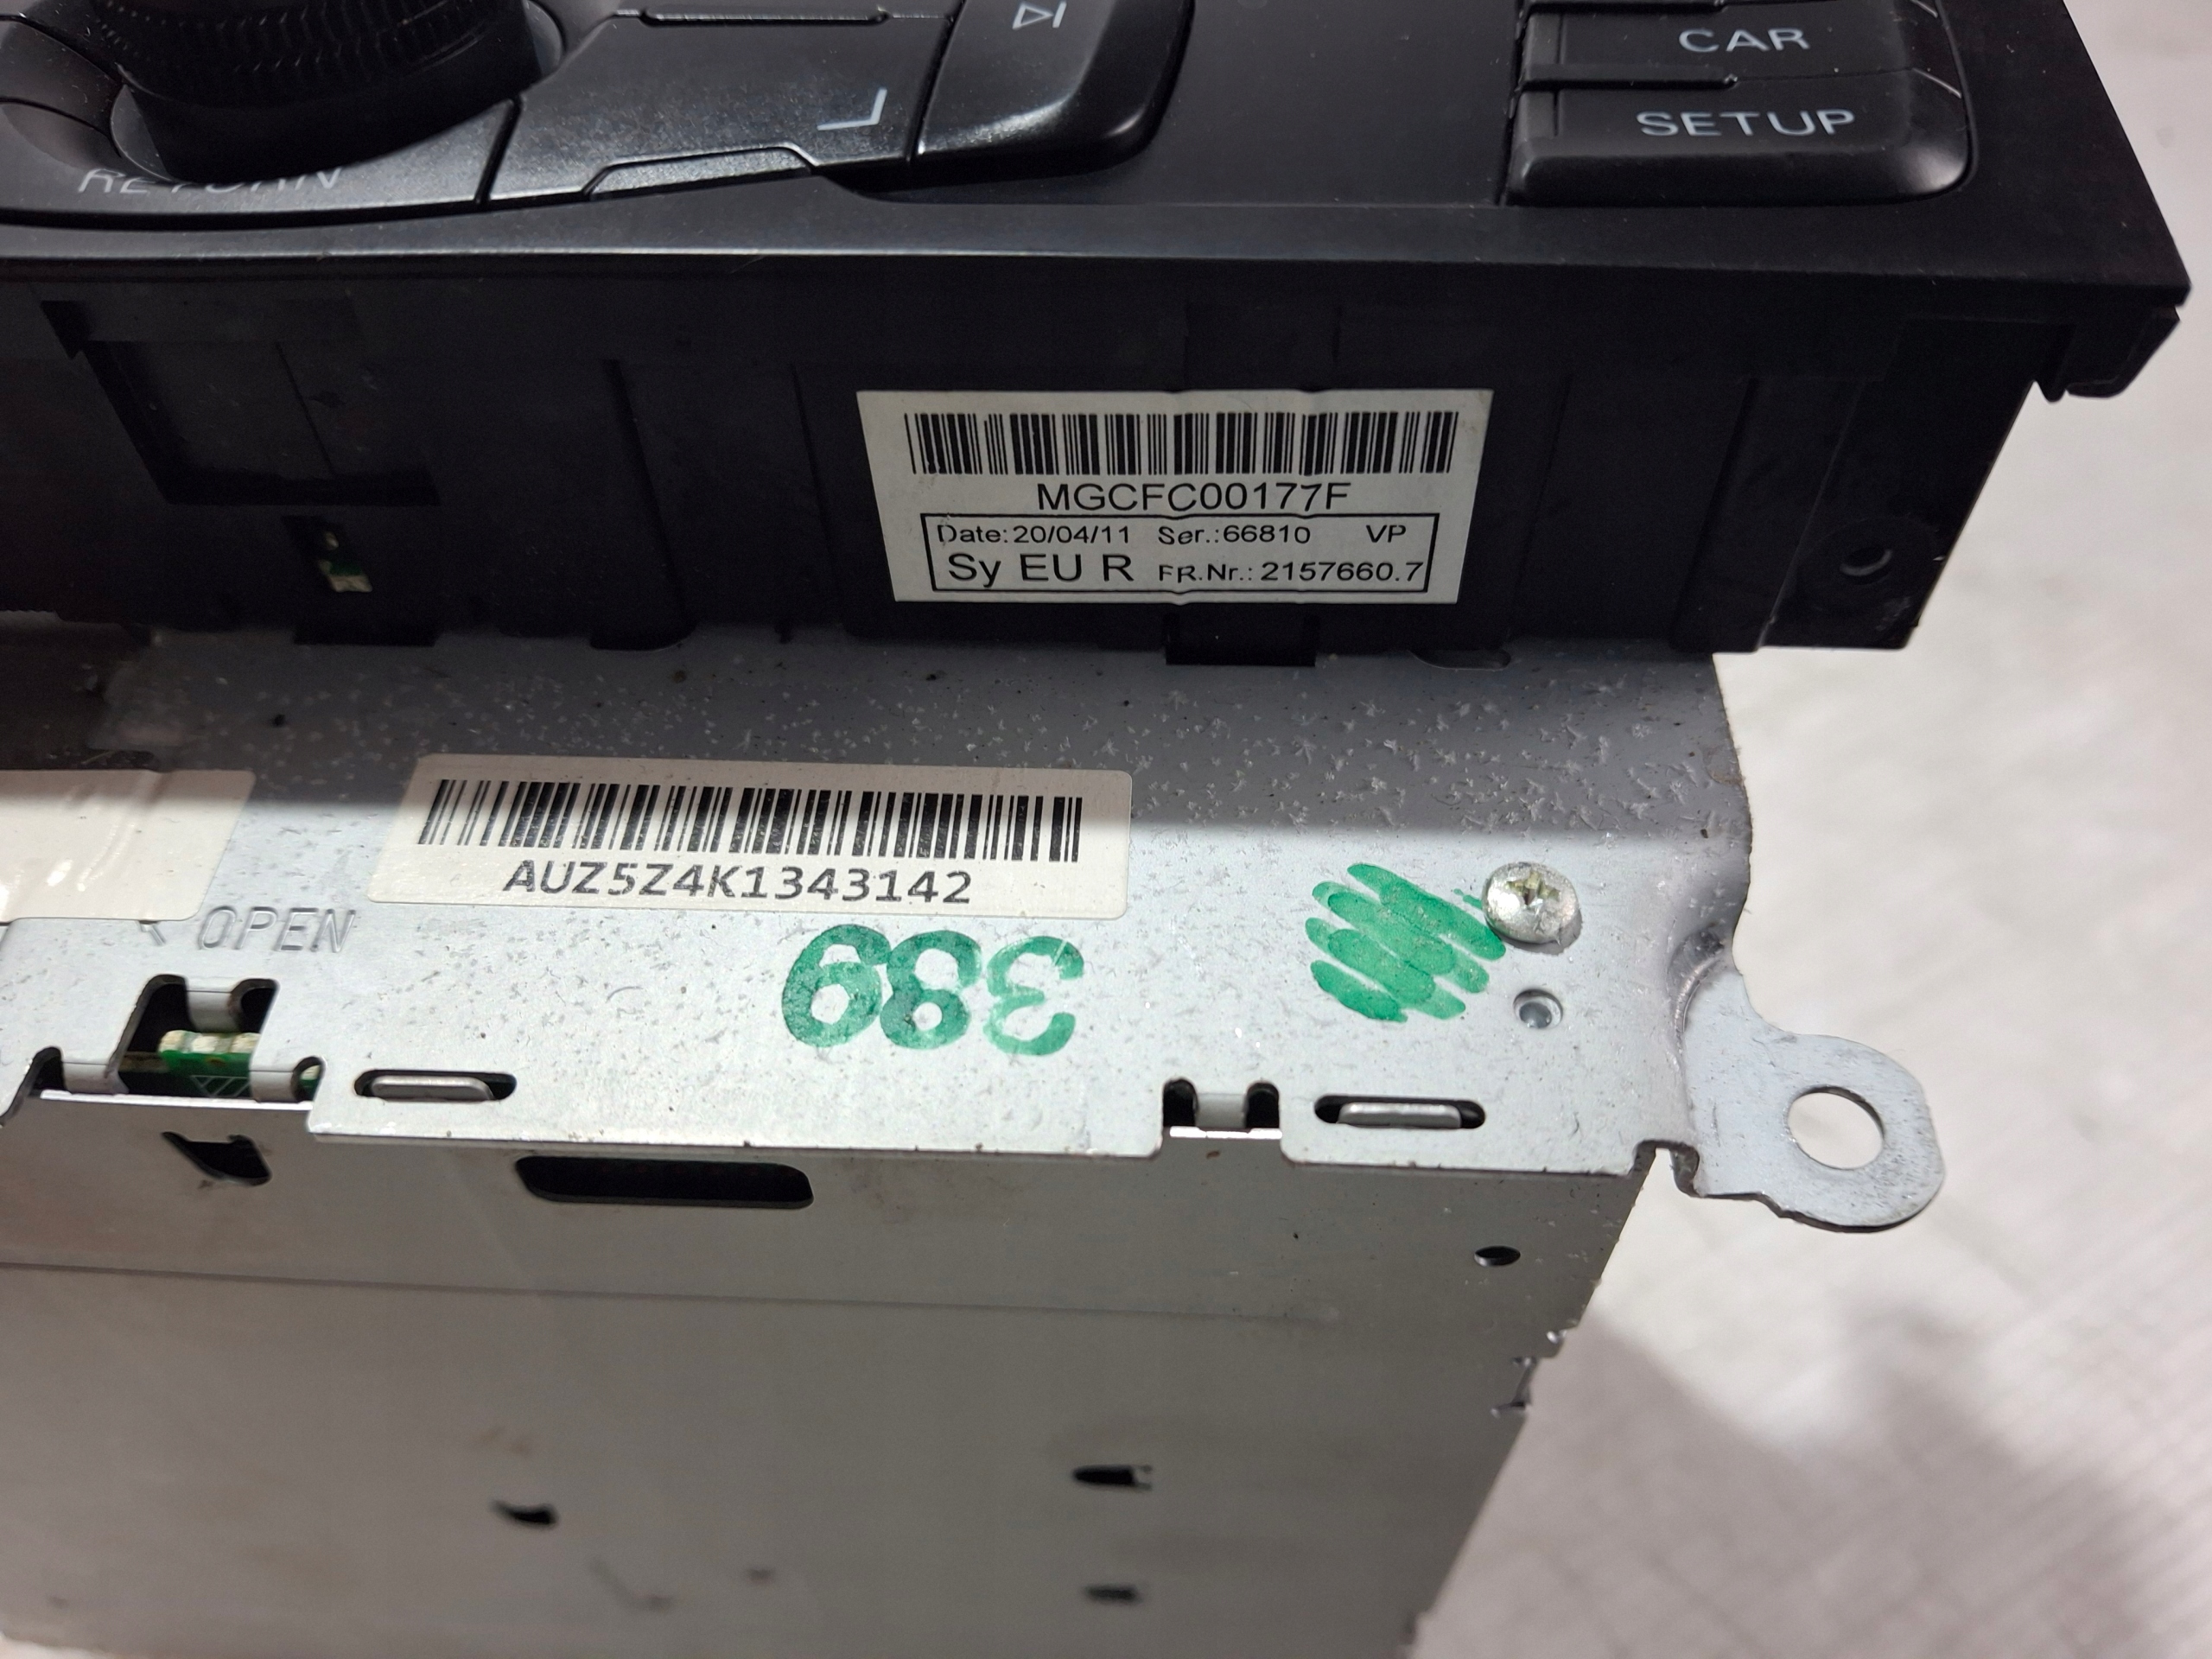 CAR
SETUP
RETURN
MGCFC00177F
Date:20/04/11 Ser.:66810 VP
Sy EU R FR.Nr.: 2157660.7
AUZ5Z4K1343142
OPEN